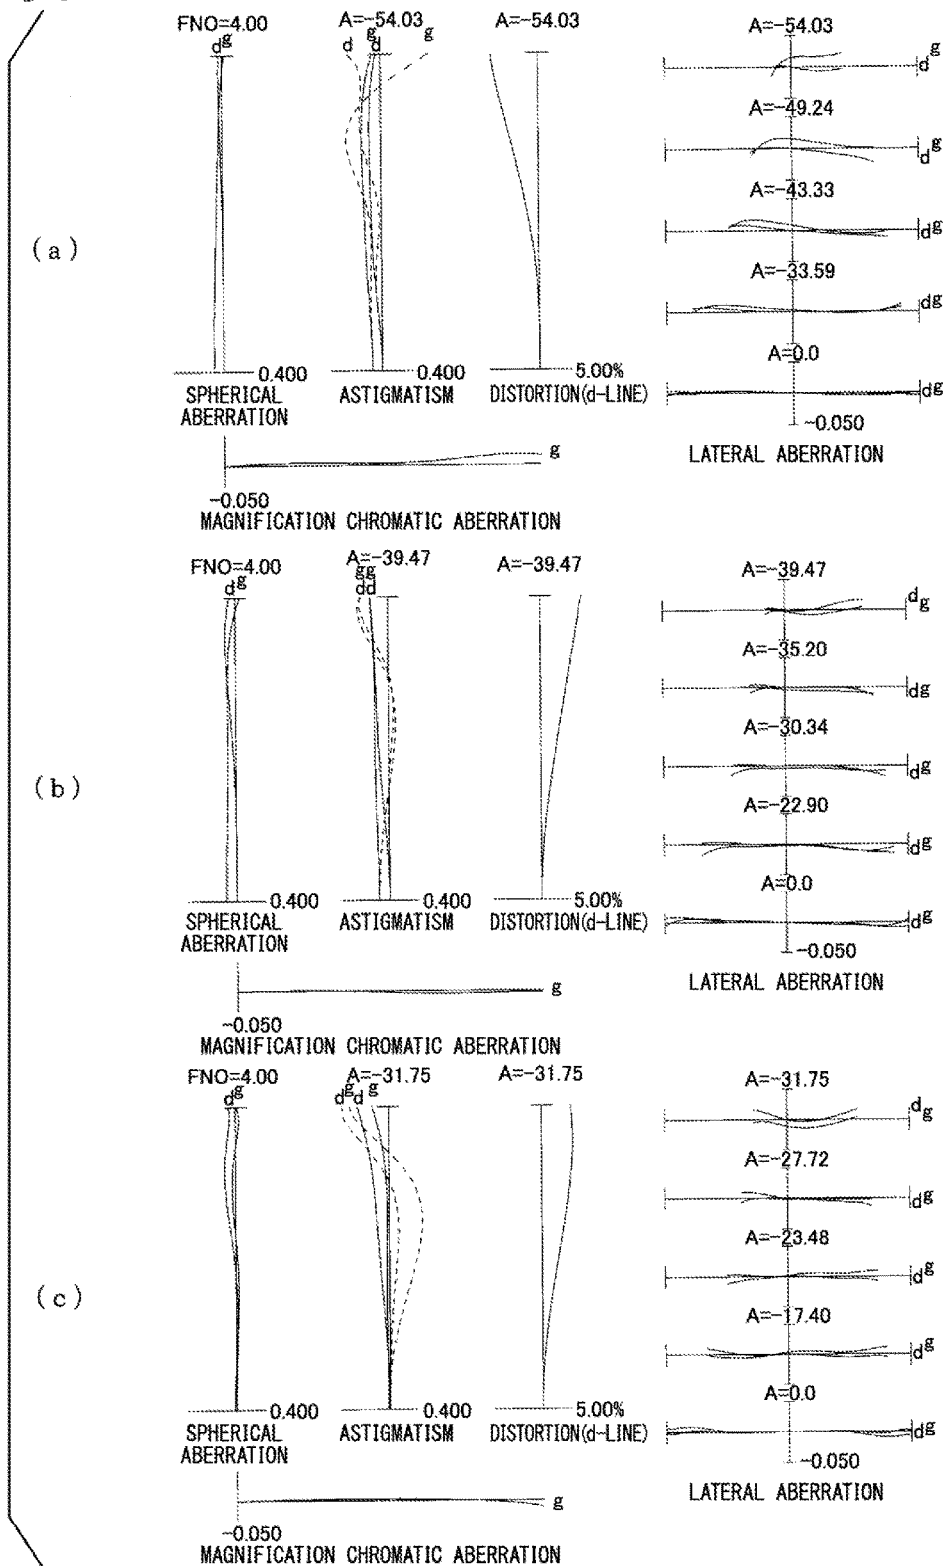 (a)
FNO=4.00
d g
0.400
SPHERICAL
ABERRATION
A=-54.03
d g d g
0.400
ASTIGMATISM
A=-54.03
5.00%
DISTORTION(d-LINE)
g
-0.050
MAGNIFICATION CHROMATIC ABERRATION
A=-54.03
d g
A=-49.24
d g
A=-43.33
d g
A=-33.59
d g
A=0.0
d g
-0.050
LATERAL ABERRATION
(b)
FNO=4.00
d g
0.400
SPHERICAL
ABERRATION
A=-39.47
g g
d d
0.400
ASTIGMATISM
A=-39.47
5.00%
DISTORTION(d-LINE)
g
-0.050
MAGNIFICATION CHROMATIC ABERRATION
A=-39.47
d g
A=-35.20
d g
A=-30.34
d g
A=-22.90
d g
A=0.0
d g
-0.050
LATERAL ABERRATION
(c)
FNO=4.00
d g
0.400
SPHERICAL
ABERRATION
A=-31.75
d g d g
0.400
ASTIGMATISM
A=-31.75
5.00%
DISTORTION(d-LINE)
g
-0.050
MAGNIFICATION CHROMATIC ABERRATION
A=-31.75
d g
A=-27.72
d g
A=-23.48
d g
A=-17.40
d g
A=0.0
d g
-0.050
LATERAL ABERRATION